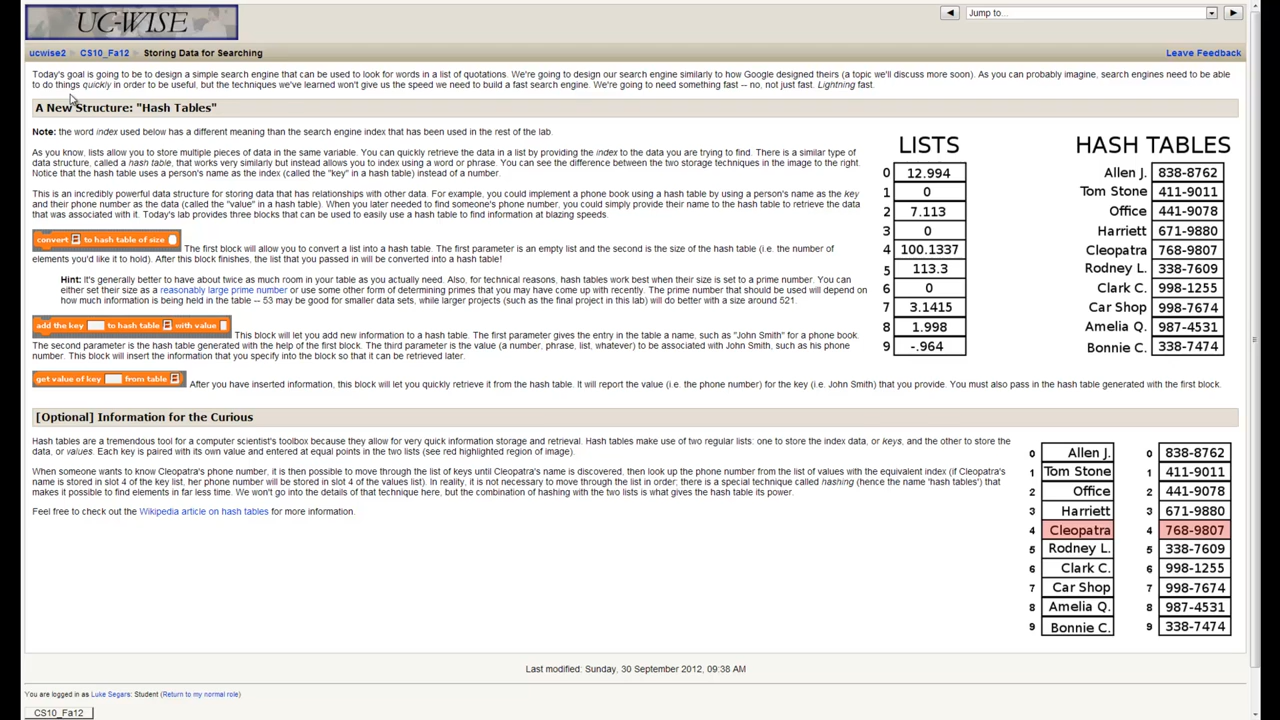 UC-WISE
Jump to...
ucwise2 CS10_Fa12 Storing Data for Searching
Leave Feedback
Today's goal is going to be to design a simple search engine that can be used to look for words in a list of quotations. We're going to design our search engine similarly to how Google designed theirs (a topic we'll discuss more soon). As you can probably imagine, search engines need to be able
to do things quickly in order to be useful, but the techniques we've learned won't give us the speed we need to build a fast search engine. We're going to need something fast -- no, not just fast. Lightning fast.
A New Structure: "Hash Tables"
Note: the word index used below has a different meaning than the search engine index that has been used in the rest of the lab.
As you know, lists allow you to store multiple pieces of data in the same variable. You can quickly retrieve the data in a list by providing the index to the data you are trying to find. There is a similar type of
data structure, called a hash table, that works very similarly but instead allows you to index using a word or phrase. You can see the difference between the two storage techniques in the image to the right.
Notice that the hash table uses a person's name as the index (called the "key" in a hash table) instead of a number.
This is an incredibly powerful data structure for storing data that has relationships with other data. For example, you could implement a phone book using a hash table by using a person's name as the key
and their phone number as the data (called the "value" in a hash table). When you later needed to find someone's phone number, you could simply provide their name to the hash table to retrieve the data
that was associated with it. Today's lab provides three blocks that can be used to easily use a hash table to find information at blazing speeds.
convert to hash table of size The first block will allow you to convert a list into a hash table. The first parameter is an empty list and the second is the size of the hash table (i.e. the number of
elements you'd like it to hold). After this block finishes, the list that you passed in will be converted into a hash table!
Hint: It's generally better to have about twice as much room in your table as you actually need. Also, for technical reasons, hash tables work best when their size is set to a prime number. You can
either set their size as a reasonably large prime number or use some other form of determining primes that you may have come up with recently. The prime number that should be used will depend on
how much information is being held in the table -- 53 may be good for smaller data sets, while larger projects (such as the final project in this lab) will do better with a size around 521.
add the key to hash table with value This block will let you add new information to a hash table. The first parameter gives the entry in the table a name, such as "John Smith" for a phone book.
The second parameter is the hash table generated with the help of the first block. The third parameter is the value (a number, phrase, list, whatever) to be associated with John Smith, such as his phone
number. This block will insert the information that you specify into the block so that it can be retrieved later.
get value of key from table After you have inserted information, this block will let you quickly retrieve it from the hash table. It will report the value (i.e. the phone number) for the key (i.e. John Smith) that you provide. You must also pass in the hash table generated with the first block.
LISTS
0 12.994
1 0
2 7.113
3 0
4 100.1337
5 113.3
6 0
7 3.1415
8 1.998
9 -.964
HASH TABLES
Allen J. 838-8762
Tom Stone 411-9011
Office 441-9078
Harriett 671-9880
Cleopatra 768-9807
Rodney L. 338-7609
Clark C. 998-1255
Car Shop 998-7674
Amelia Q. 987-4531
Bonnie C. 338-7474
[Optional] Information for the Curious
Hash tables are a tremendous tool for a computer scientist's toolbox because they allow for very quick information storage and retrieval. Hash tables make use of two regular lists: one to store the index data, or keys, and the other to store the
data, or values. Each key is paired with its own value and entered at equal points in the two lists (see red highlighted region of image).
When someone wants to know Cleopatra's phone number, it is then possible to move through the list of keys until Cleopatra's name is discovered, then look up the phone number from the list of values with the equivalent index (if Cleopatra's
name is stored in slot 4 of the key list, her phone number will be stored in slot 4 of the values list). In reality, it is not necessary to move through the list in order; there is a special technique called hashing (hence the name 'hash tables') that
makes it possible to find elements in far less time. We won't go into the details of that technique here, but the combination of hashing with the two lists is what gives the hash table its power.
Feel free to check out the Wikipedia article on hash tables for more information.
0 Allen J. 0 838-8762
1 Tom Stone 1 411-9011
2 Office 2 441-9078
3 Harriett 3 671-9880
4 Cleopatra 4 768-9807
5 Rodney L. 5 338-7609
6 Clark C. 6 998-1255
7 Car Shop 7 998-7674
8 Amelia Q. 8 987-4531
9 Bonnie C. 9 338-7474
Last modified: Sunday, 30 September 2012, 09:38 AM
You are logged in as Luke Segars: Student (Return to my normal role)
CS10_Fa12